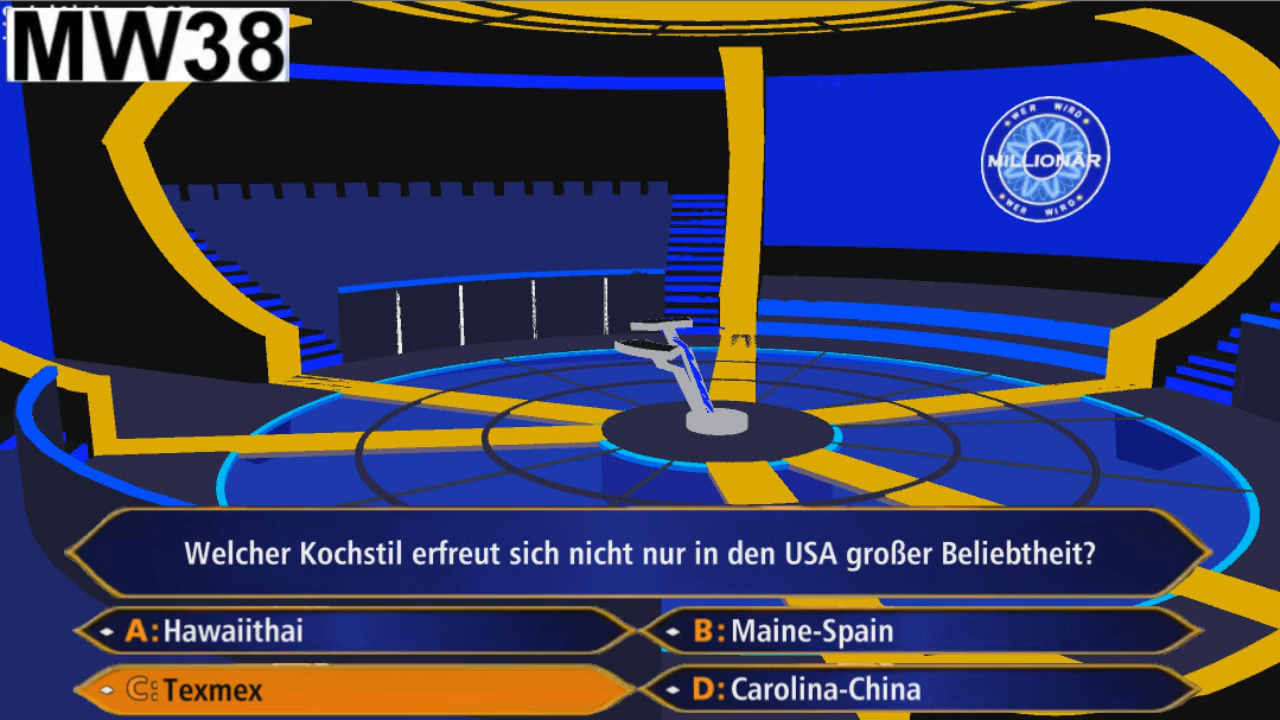 MW38
WER WIRD
MILLIONÄR
WER WIRD
Welcher Kochstil erfreut sich nicht nur in den USA großer Beliebtheit?
A: Hawaiithai
B: Maine-Spain
C: Texmex
D: Carolina-China